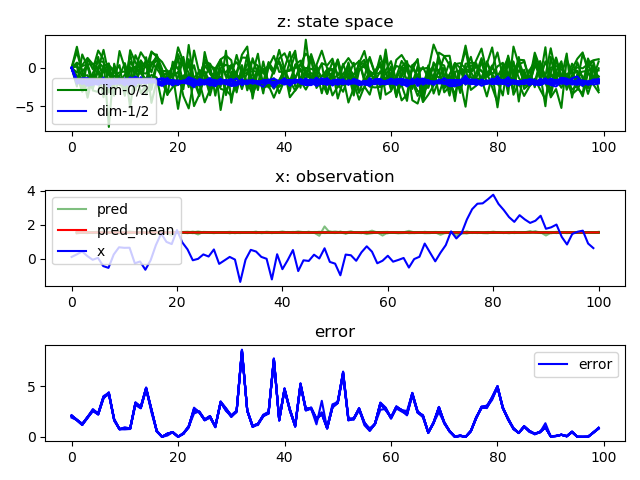 z: state space
0
−5
dim-0/2
dim-1/2
0 20 40 60 80 100
x: observation
4
2
0
pred
pred_mean
x
0 20 40 60 80 100
error
5
0
error
0 20 40 60 80 100